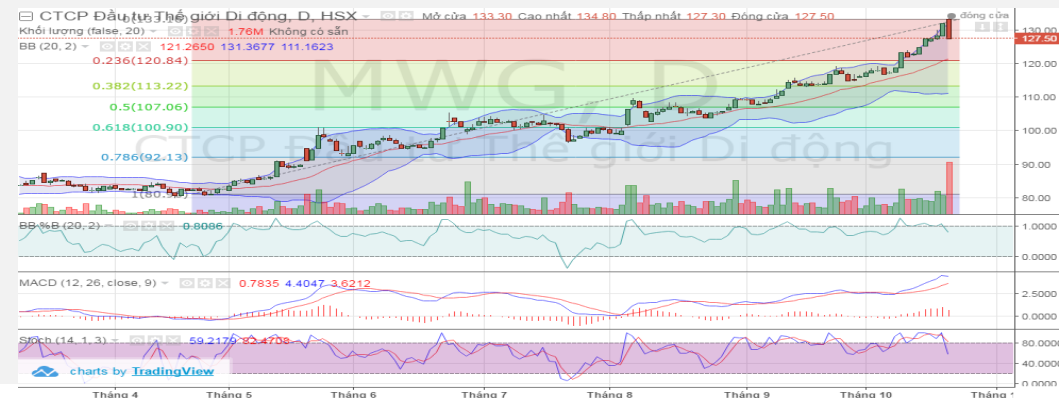 CTCP Đầu tư Thế giới Di động, D, HSX Mở cửa 133.30 Cao nhất 134.80 Thấp nhất 127.30 Đóng cửa 127.50
đóng cửa
Khối lượng (false, 20) 1.76M Không có sẵn
BB (20, 2) 121.2650 131.3677 111.1623
0.236(120.84)
0.382(113.22)
0.5(107.06)
0.618(100.90)
0.786(92.13)
MWG, D
CTCP Đầu tư Thế giới Di động
130.00
127.50
120.00
110.00
100.00
90.00
80.00
BB %B (20, 2) 0.8086
1.0000
0.0000
MACD (12, 26, close, 9) 0.7835 4.4047 3.6212
2.5000
0.0000
Stoch (14, 1, 3) 59.2179 82.4708
80.0000
40.0000
0.0000
charts by TradingView
Tháng 4 Tháng 5 Tháng 6 Tháng 7 Tháng 8 Tháng 9 Tháng 10